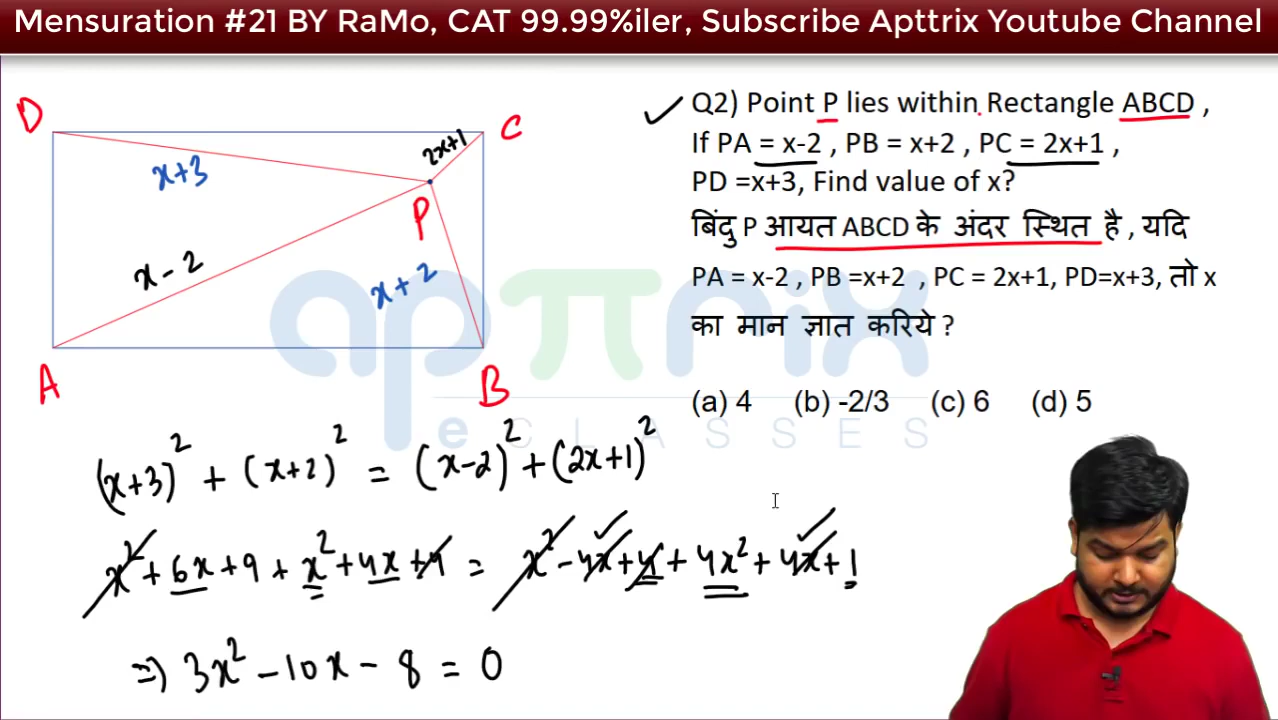 Mensuration #21 BY RaMo, CAT 99.99%iler, Subscribe Apttrix Youtube Channel
D
C
2x+1
x+3
P
x-2
x+2
A
B
Q2) Point P lies within Rectangle ABCD ,
If PA = x-2 , PB = x+2 , PC = 2x+1 ,
PD =x+3, Find value of x?
बिंदु P आयत ABCD के अंदर स्थित है , यदि
PA = x-2 , PB =x+2 , PC = 2x+1, PD=x+3, तो x
का मान ज्ञात करिये ?
(a) 4 (b) -2/3 (c) 6 (d) 5
apttrix
e CLASSES
(x+3)² + (x+2)² = (x-2)² + (2x+1)²
x² + 6x + 9 + x² + 4x + 4 = x² - 4x + 4 + 4x² + 4x + 1
=> 3x² - 10x - 8 = 0